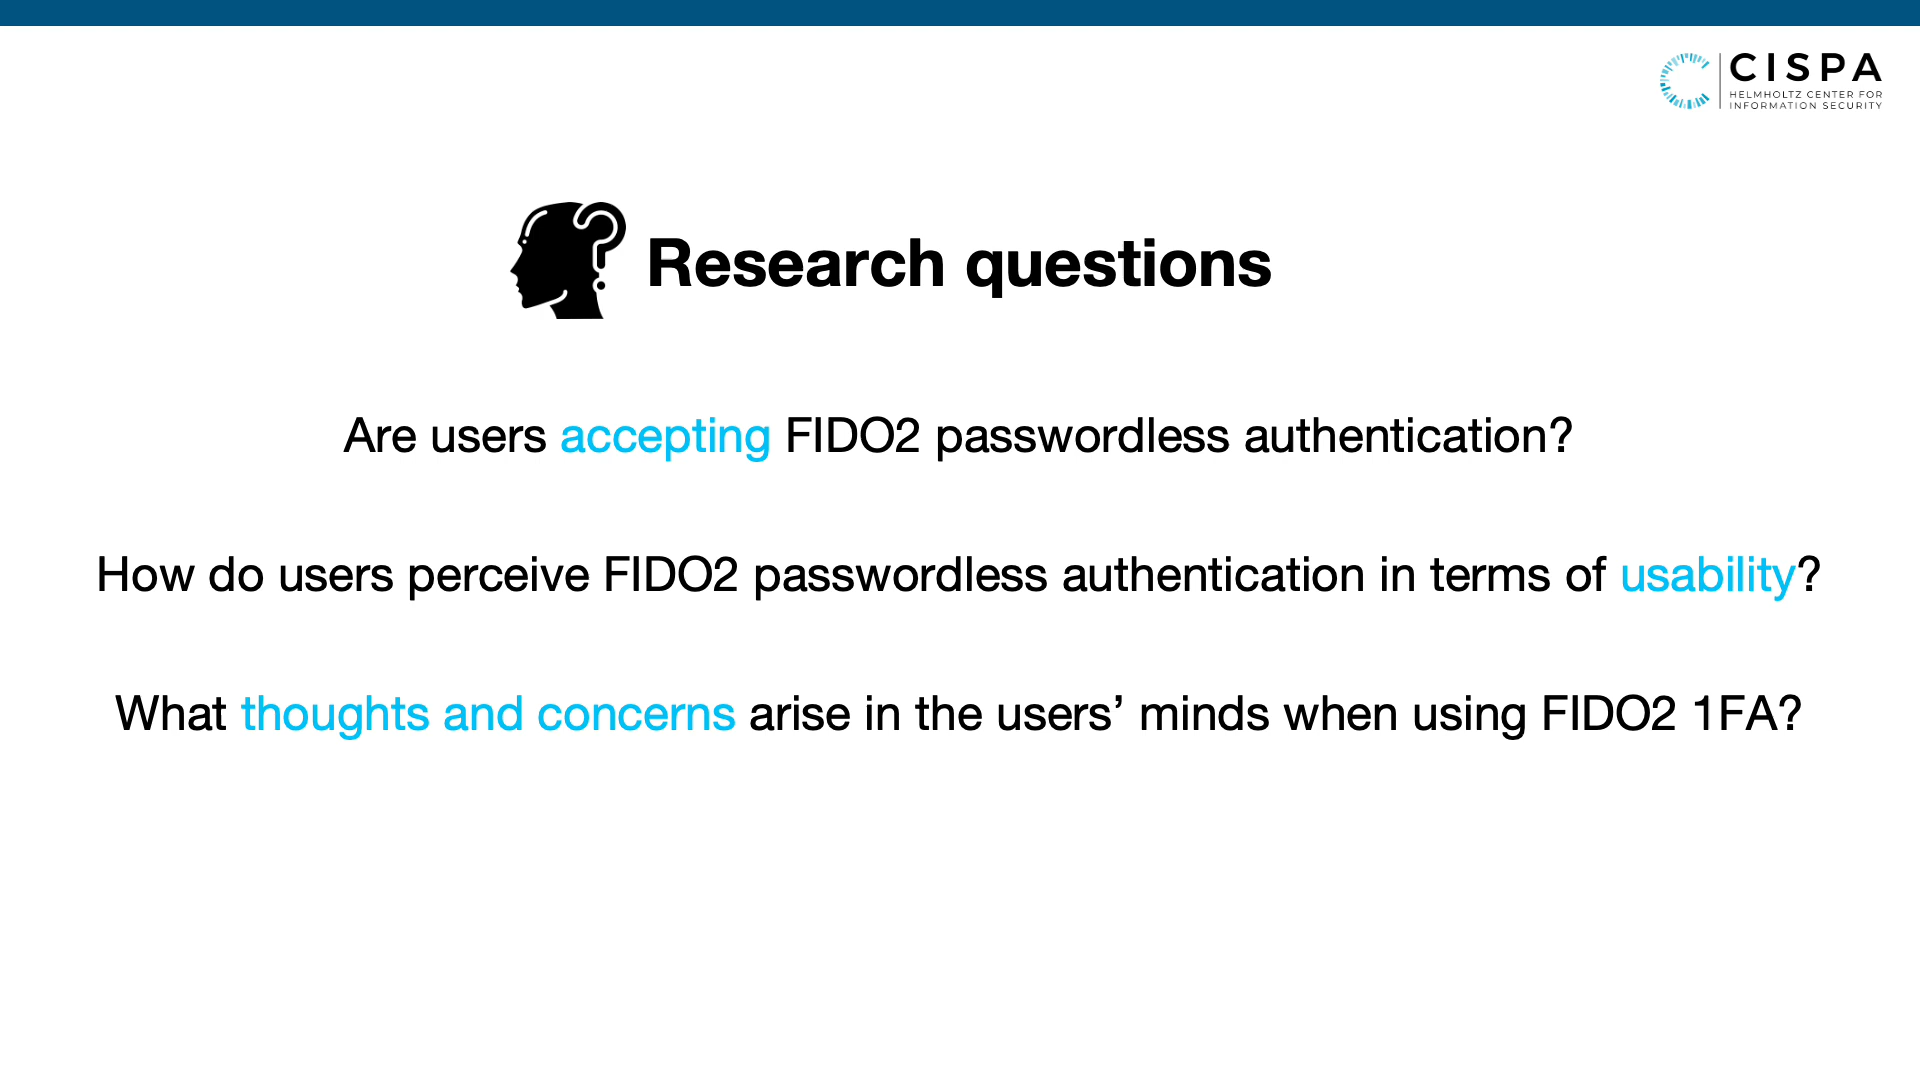 CISPA
HELMHOLTZ CENTER FOR
INFORMATION SECURITY
Research questions
Are users accepting FIDO2 passwordless authentication?
How do users perceive FIDO2 passwordless authentication in terms of usability?
What thoughts and concerns arise in the users’ minds when using FIDO2 1FA?